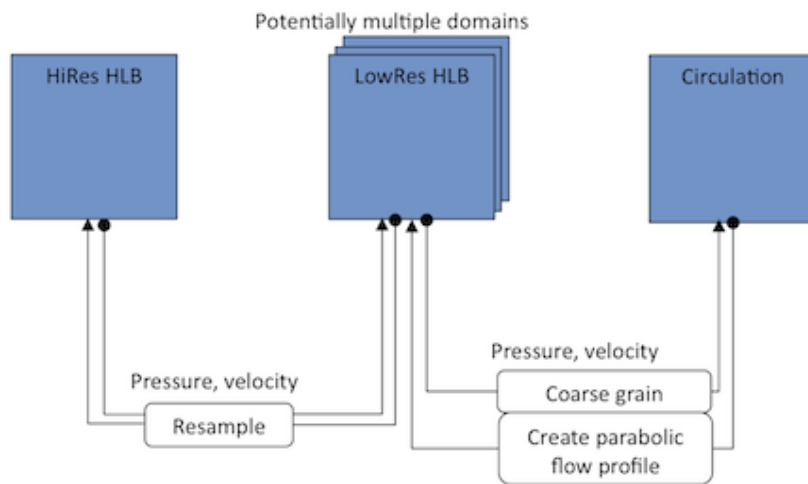 Potentially multiple domains
HiRes HLB
LowRes HLB
Circulation
Pressure, velocity
Pressure, velocity
Coarse grain
Resample
Create parabolic
flow profile